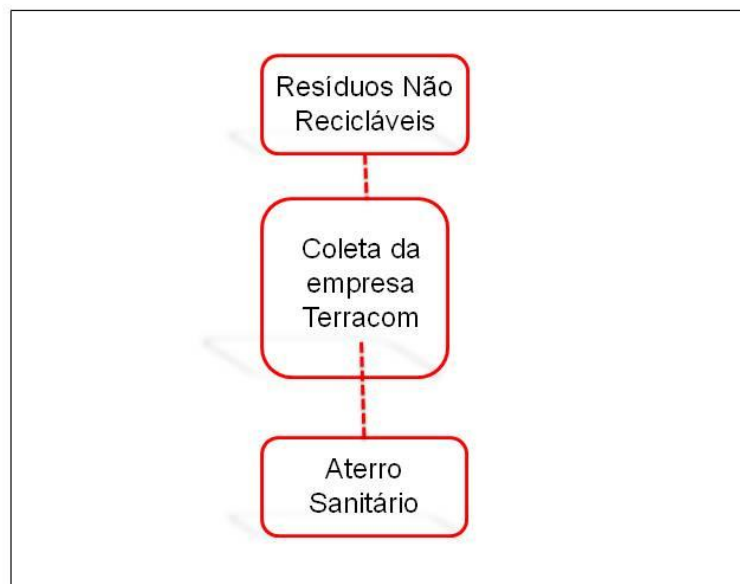 Resíduos Não
Recicláveis
Coleta da
empresa
Terracom
Aterro
Sanitário